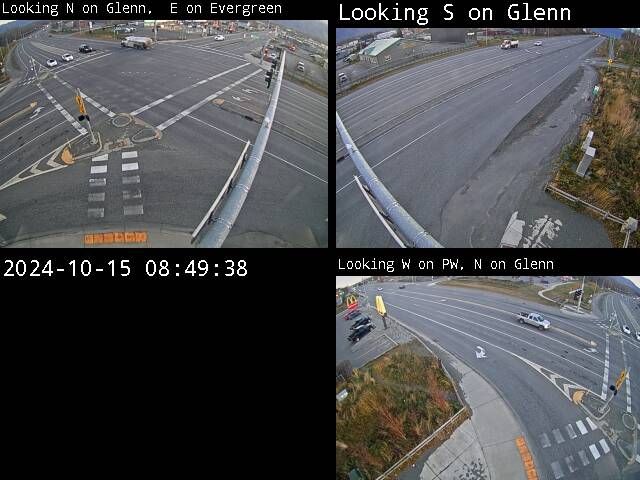 Looking N on Glenn,  E on Evergreen
Looking S on Glenn
2024-10-15 08:49:38
Looking W on PW, N on Glenn